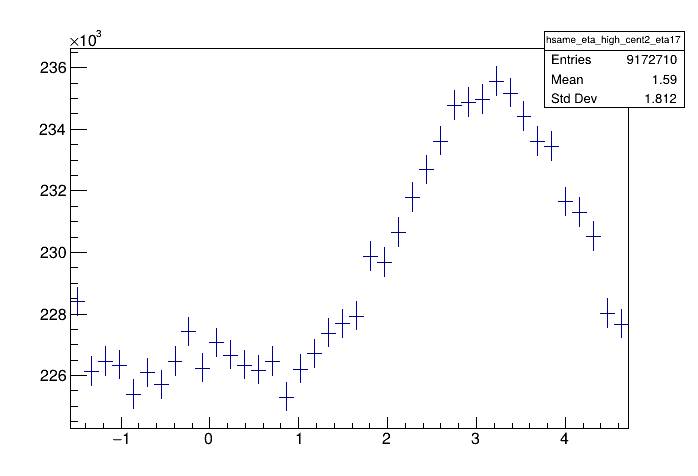 ×10³
hsame_eta_high_cent2_eta17
Entries 9172710
Mean 1.59
Std Dev 1.812
236
234
232
230
228
226
−1 0 1 2 3 4